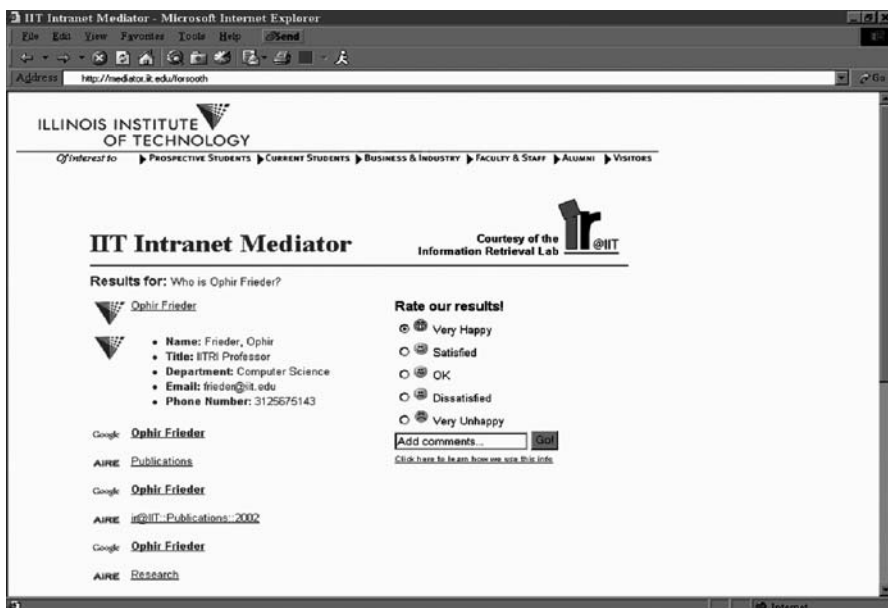 IIT Intranet Mediator - Microsoft Internet Explorer
File Edit View Favorites Tools Help Send
Address http://mediator.iit.edu/forsooth Go
ILLINOIS INSTITUTE
OF TECHNOLOGY
Of interest to PROSPECTIVE STUDENTS CURRENT STUDENTS BUSINESS & INDUSTRY FACULTY & STAFF ALUMNI VISITORS
IIT Intranet Mediator
Courtesy of the
Information Retrieval Lab
ir@IIT
Results for: Who is Ophir Frieder?
Ophir Frieder
• Name: Frieder, Ophir
• Title: IITRI Professor
• Department: Computer Science
• Email: frieder@iit.edu
• Phone Number: 3125675143
Google Ophir Frieder
AIRE Publications
Google Ophir Frieder
AIRE ir@IIT::Publications::2002
Google Ophir Frieder
AIRE Research
Rate our results!
Very Happy
Satisfied
OK
Dissatisfied
Very Unhappy
Add comments... Go!
Click here to learn how we use this info
Internet